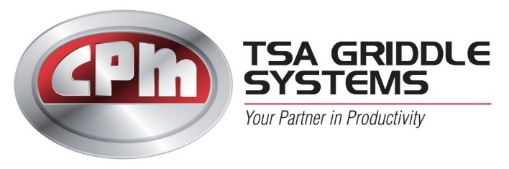 CPM
TSA GRIDDLE
SYSTEMS
Your Partner in Productivity